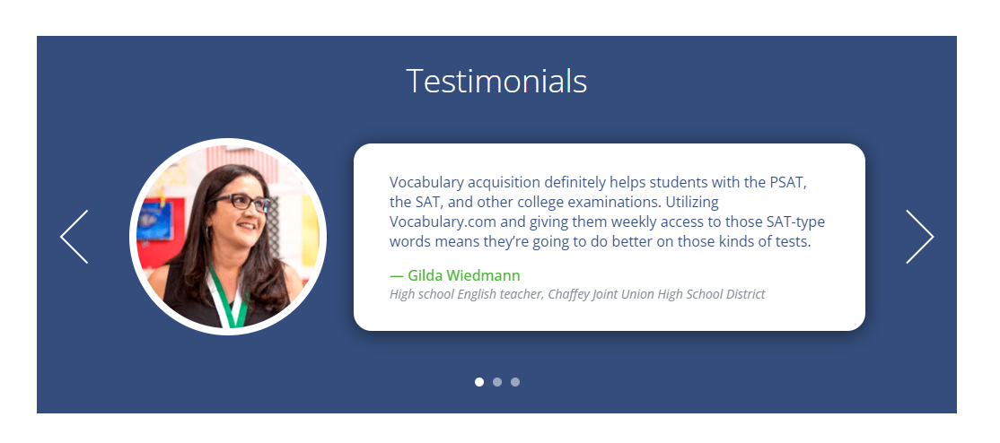 Testimonials
Vocabulary acquisition definitely helps students with the PSAT,
the SAT, and other college examinations. Utilizing
Vocabulary.com and giving them weekly access to those SAT-type
words means they’re going to do better on those kinds of tests.
— Gilda Wiedmann
High school English teacher, Chaffey Joint Union High School District